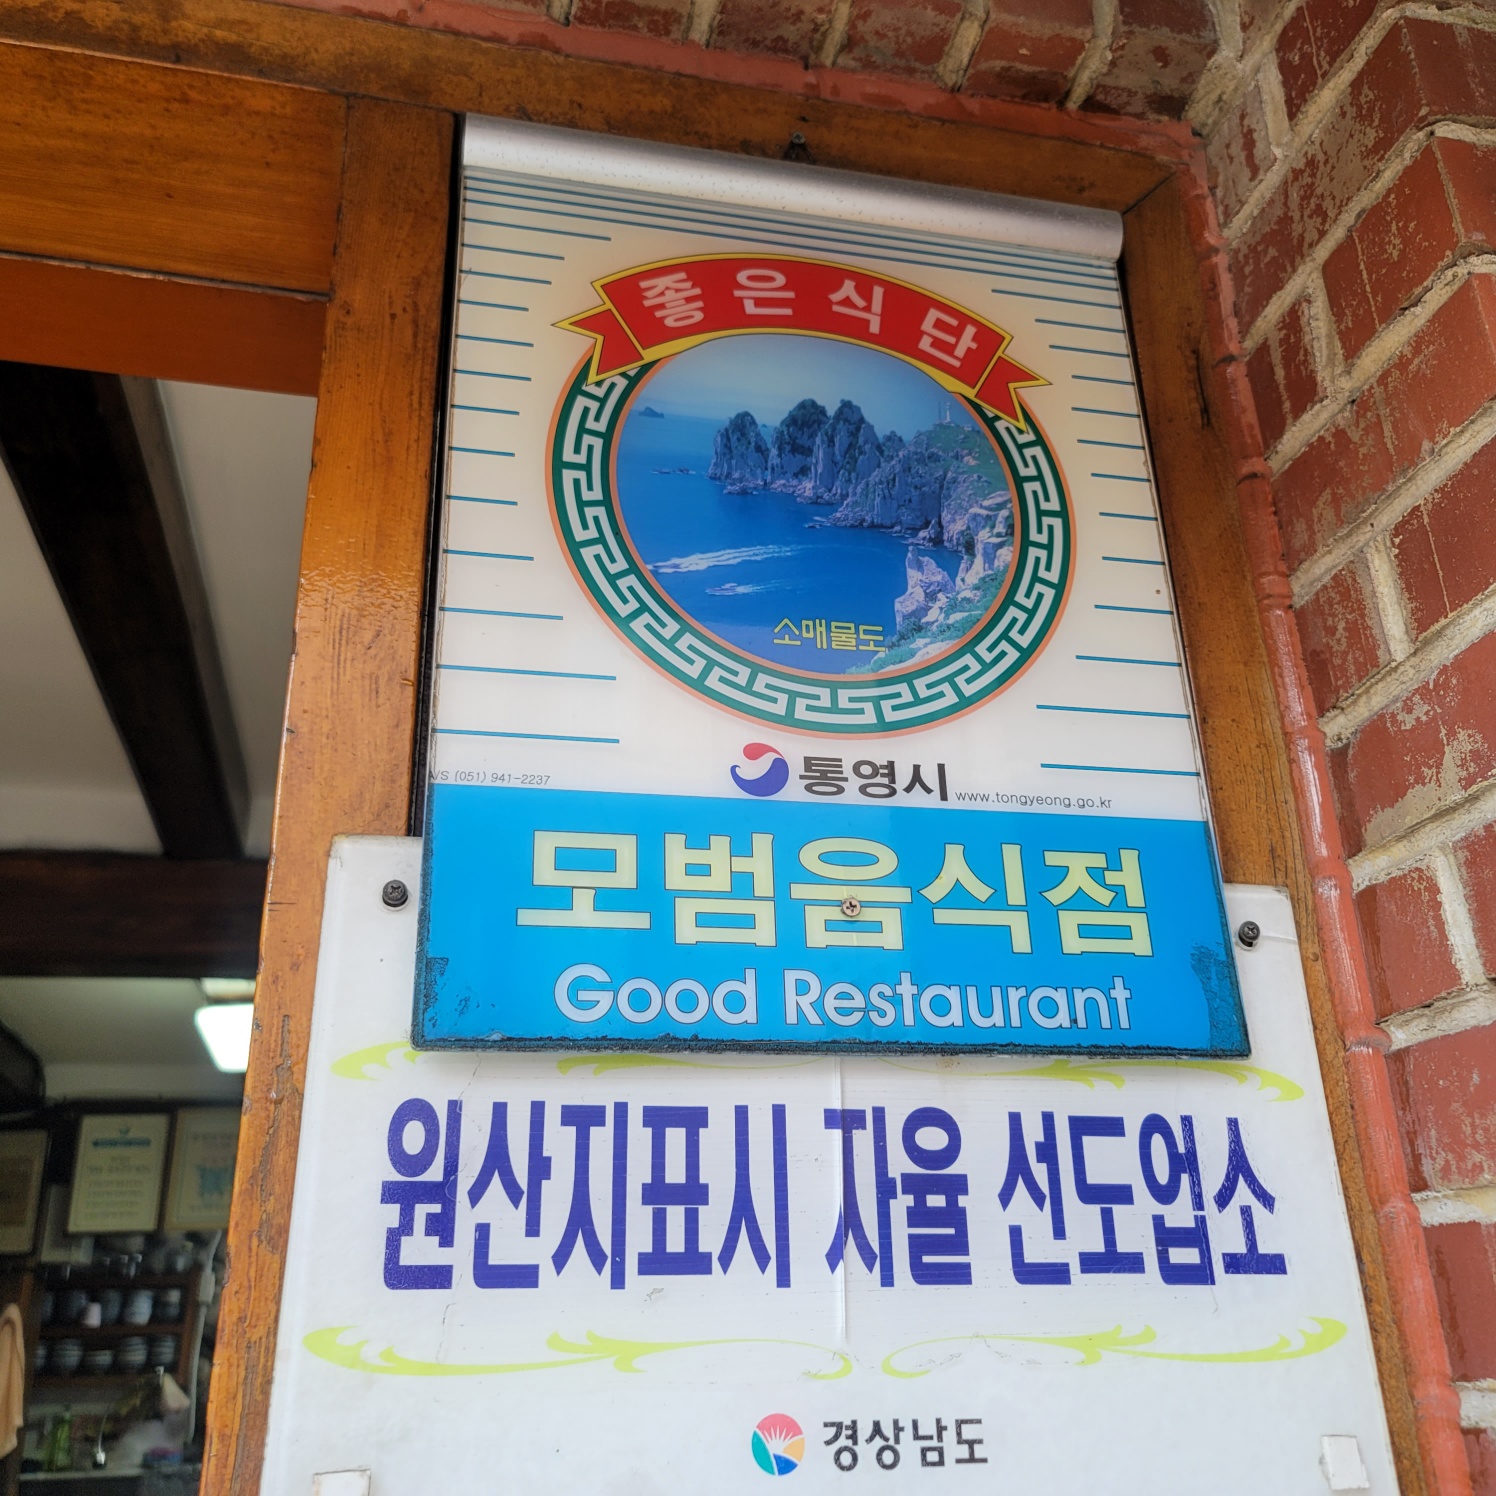 좋은식단
소매물도
통영시 www.tongyeong.go.kr
A/S (051) 941-2237
모범음식점
Good Restaurant
원산지표시 자율 선도업소
경상남도